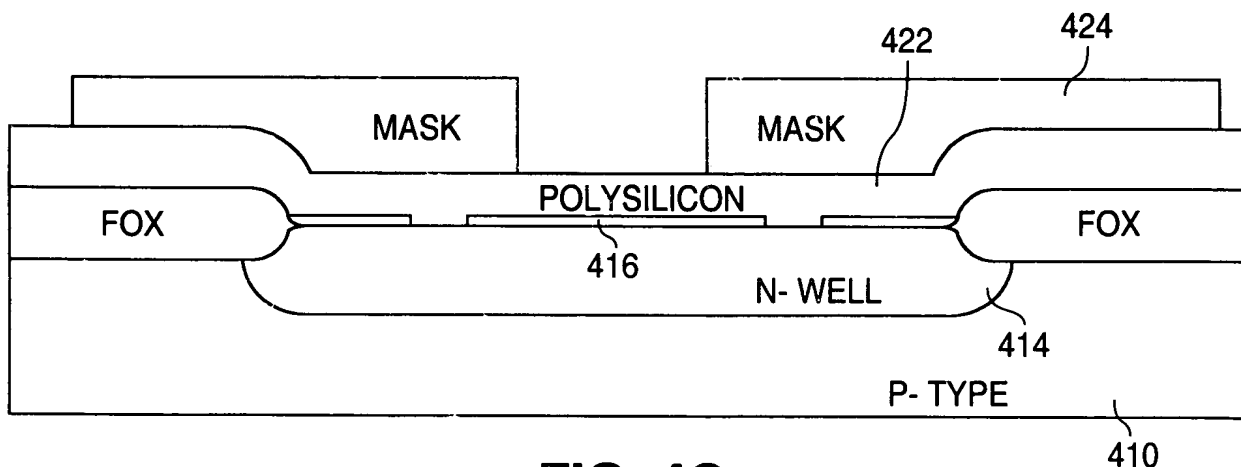 424
422
MASK
MASK
POLYSILICON
FOX
FOX
416
N- WELL
414
P- TYPE
410